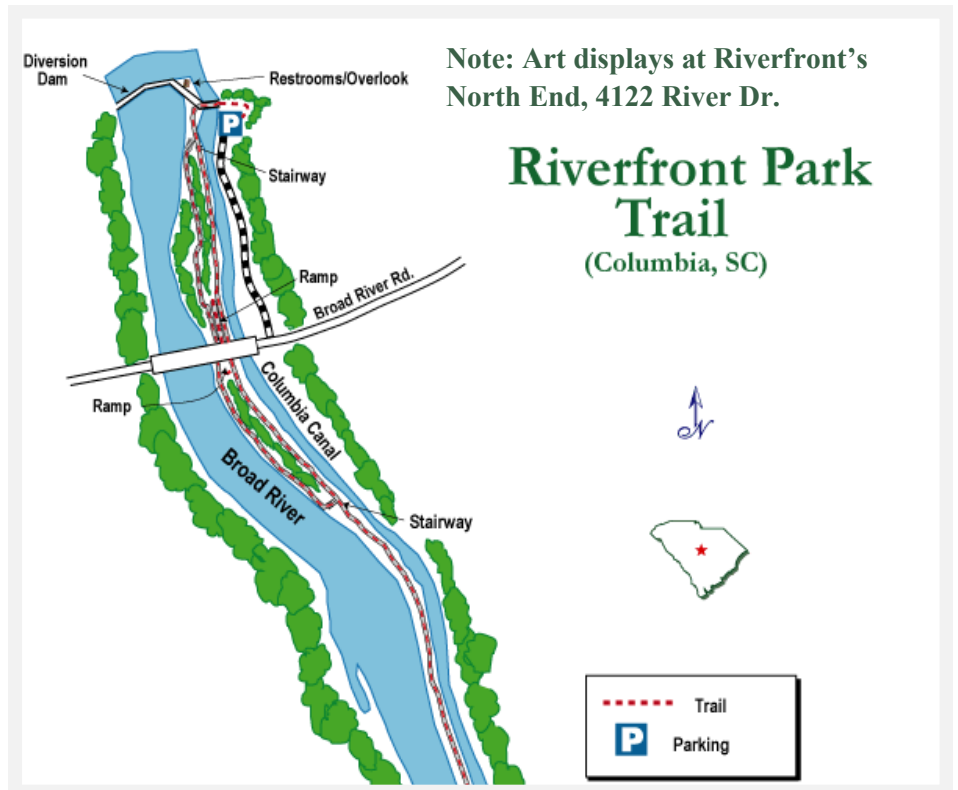 Diversion
Dam
Restrooms/Overlook
Note: Art displays at Riverfront's
North End, 4122 River Dr.
P
Stairway
Riverfront Park
Trail
(Columbia, SC)
Ramp
Broad River Rd.
Columbia Canal
Ramp
N
Broad River
Stairway
Trail
P
Parking